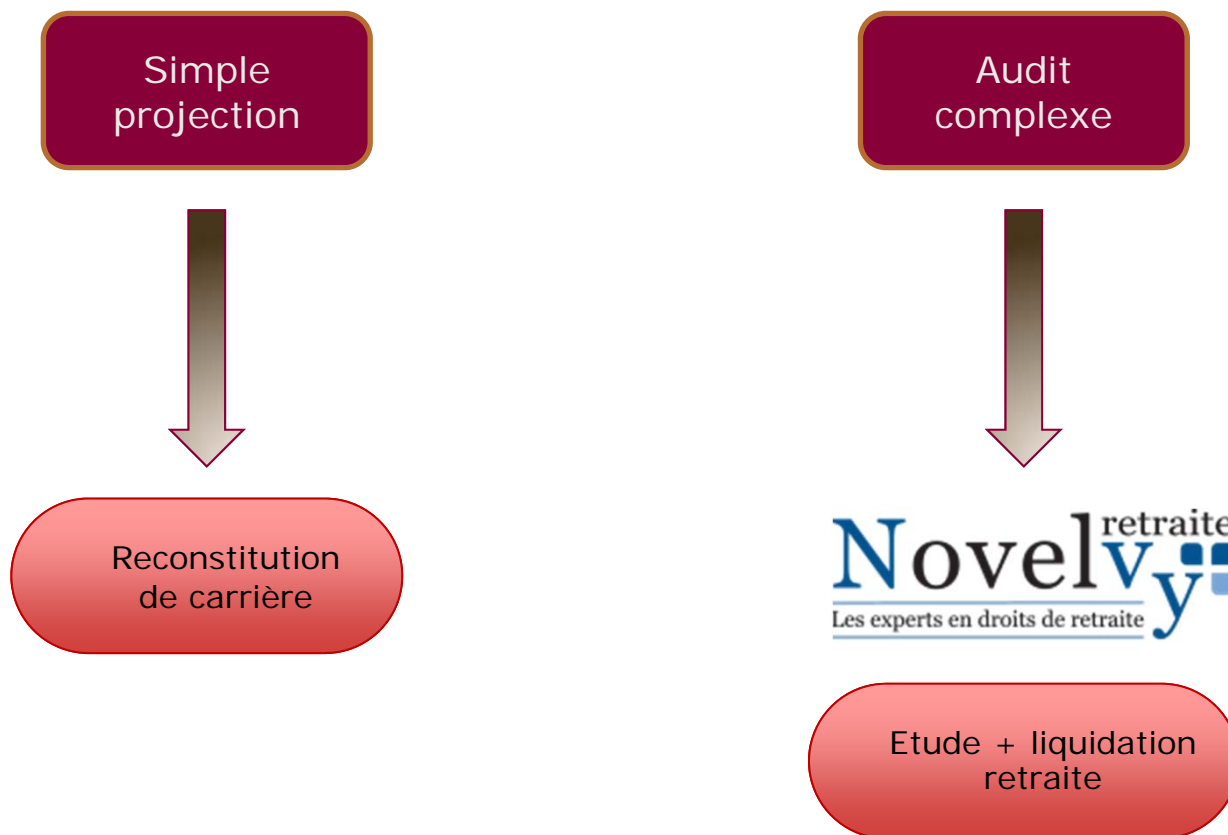 Simple
projection
Audit
complexe
Reconstitution
de carrière
Novelvy
retraite
Les experts en droits de retraite
Etude + liquidation
retraite